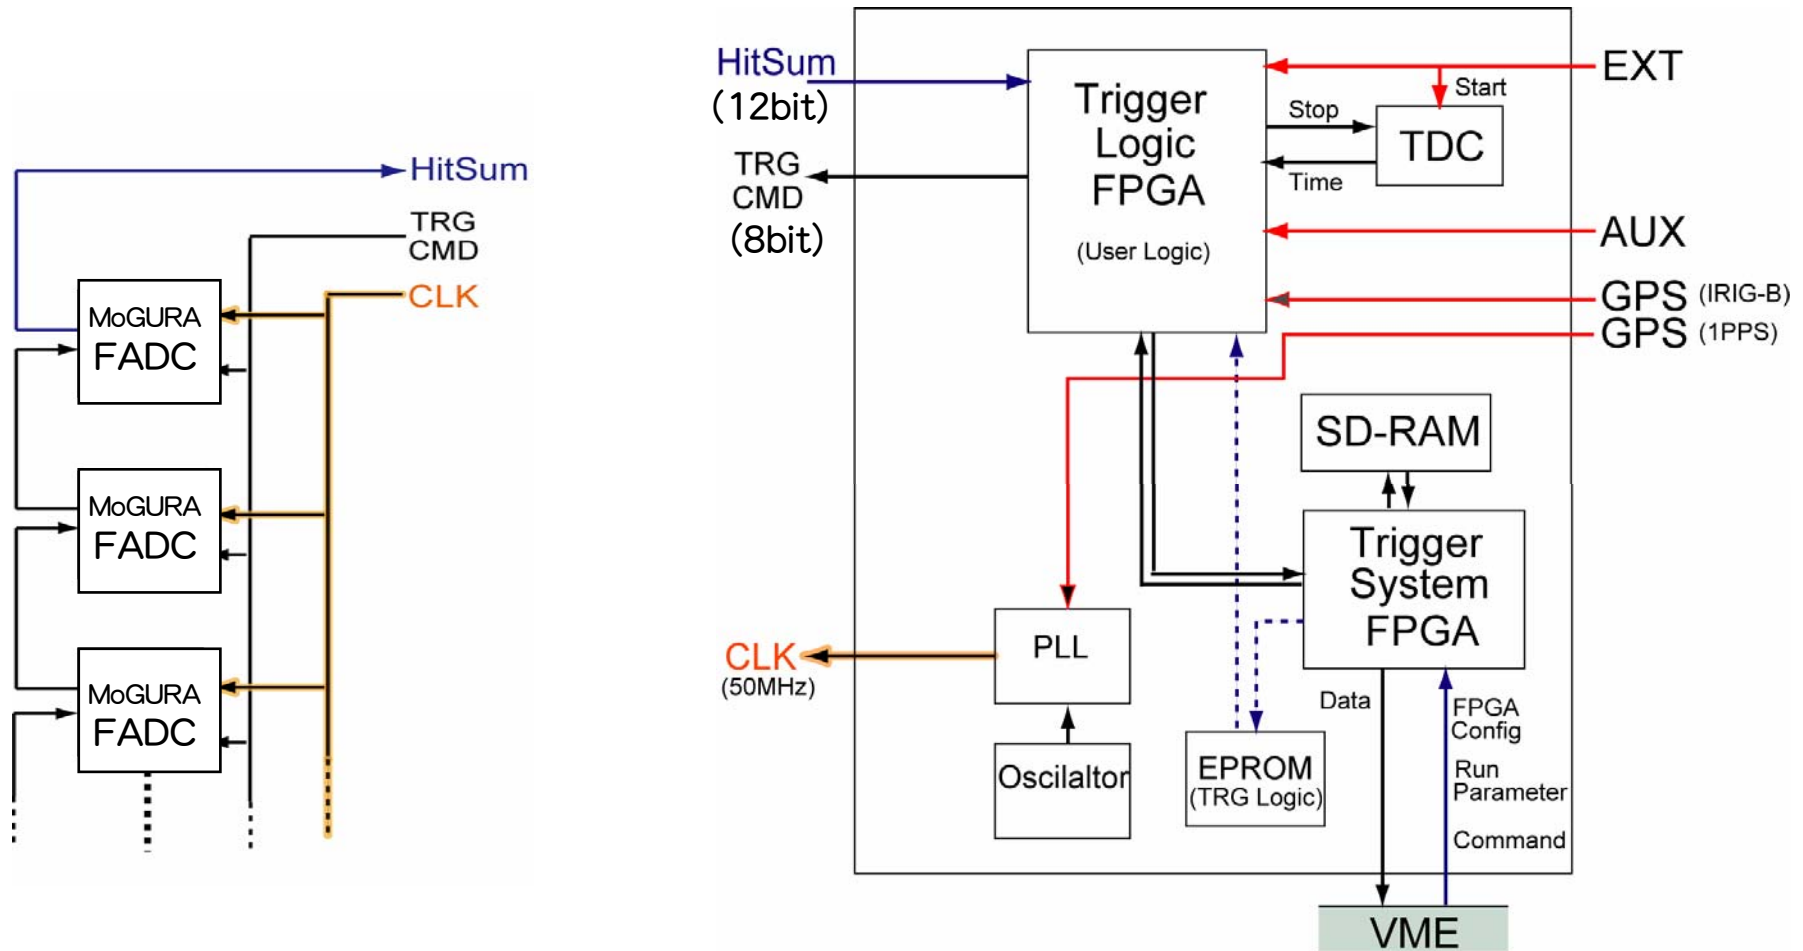 HitSum
TRG
CMD
CLK
MoGURA
FADC
MoGURA
FADC
MoGURA
FADC
HitSum
(12bit)
TRG
CMD
(8bit)
CLK
(50MHz)
Trigger
Logic
FPGA
(User Logic)
Stop
Time
Start
TDC
EXT
AUX
GPS (IRIG-B)
GPS (1PPS)
SD-RAM
Trigger
System
FPGA
PLL
Oscilaltor
EPROM
(TRG Logic)
Data
FPGA
Config
Run
Parameter
Command
VME